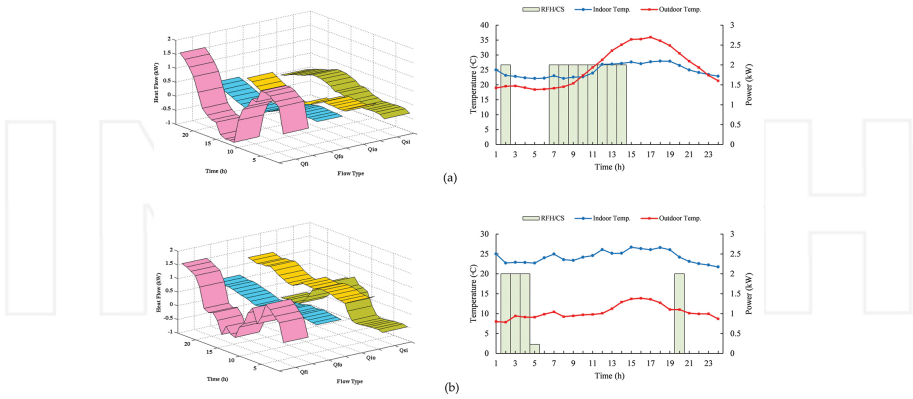 2
1.5
1
0.5
0
-0.5
-1
Heat Flow (kW)
20
15
10
5
Time (h)
Qfi
Qfo
Qio
Qsi
Flow Type
RFH/CS
Indoor Temp.
Outdoor Temp.
40
35
30
25
20
15
10
5
0
Temperature (◦C)
3
2.5
2
1.5
1
0.5
0
Power (kW)
1 3 5 7 9 11 13 15 17 19 21 23
Time (h)
(a)
2
1.5
1
0.5
0
-0.5
-1
Heat Flow (kW)
20
15
10
5
Time (h)
Qfi
Qfo
Qio
Qsi
Flow Type
RFH/CS
Indoor Temp.
Outdoor Temp.
30
25
20
15
10
5
0
Temperature (◦C)
3
2.5
2
1.5
1
0.5
0
Power (kW)
1 3 5 7 9 11 13 15 17 19 21 23
Time (h)
(b)